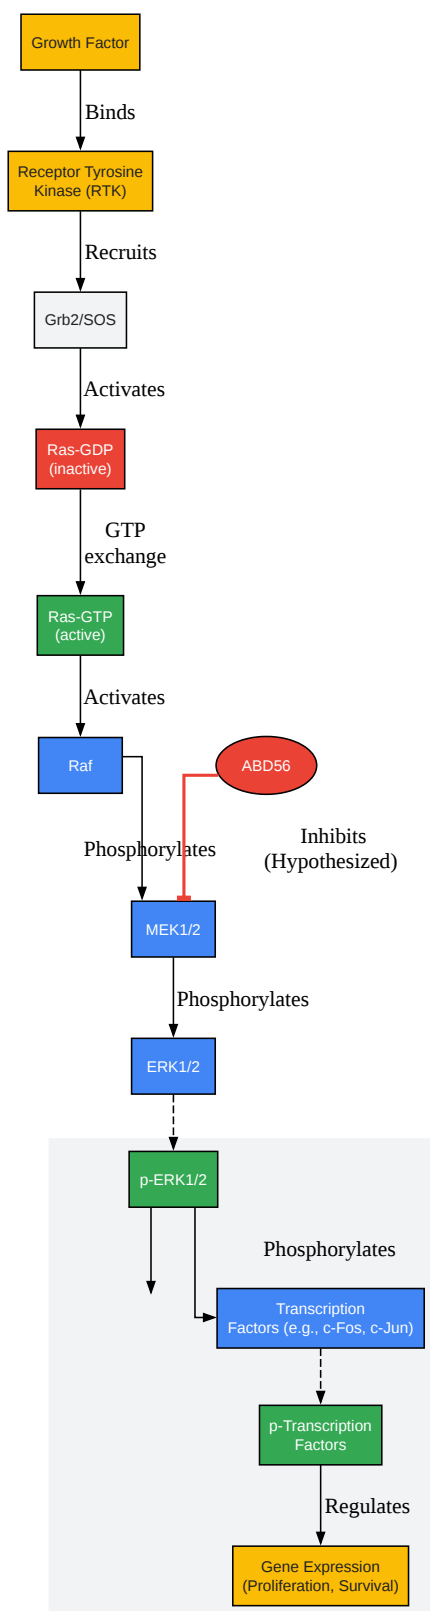 Growth Factor
Binds
Receptor Tyrosine
Kinase (RTK)
Recruits
Grb2/SOS
Activates
Ras-GDP
(inactive)
GTP
exchange
Ras-GTP
(active)
Activates
Raf
ABD56
Phosphorylates
Inhibits
(Hypothesized)
MEK1/2
Phosphorylates
ERK1/2
p-ERK1/2
Phosphorylates
Transcription
Factors (e.g., c-Fos, c-Jun)
p-Transcription
Factors
Regulates
Gene Expression
(Proliferation, Survival)